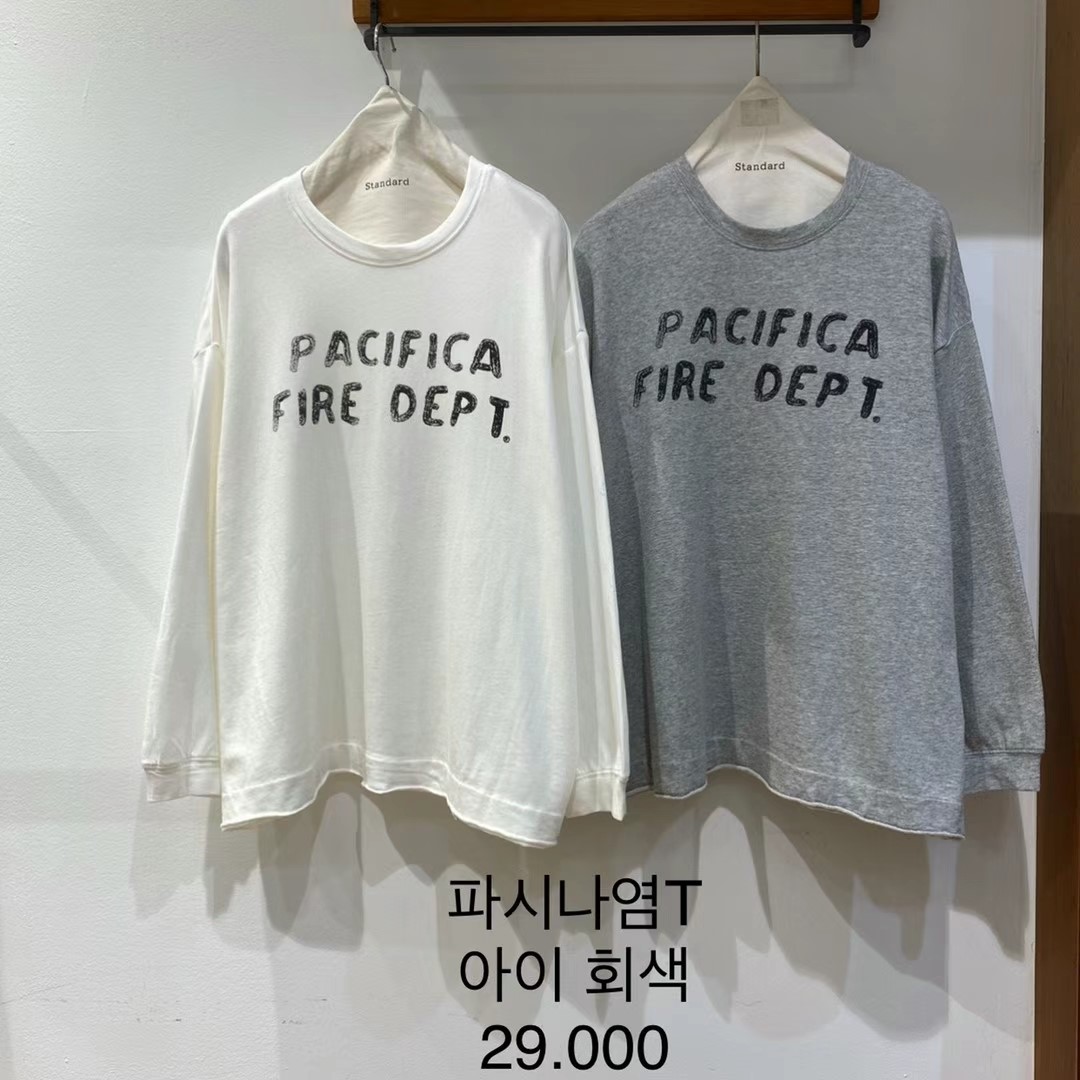 Standard
Standard
PACIFICA
FIRE DEPT.
PACIFICA
FIRE DEPT.
파시나염T
아이 회색
29.000